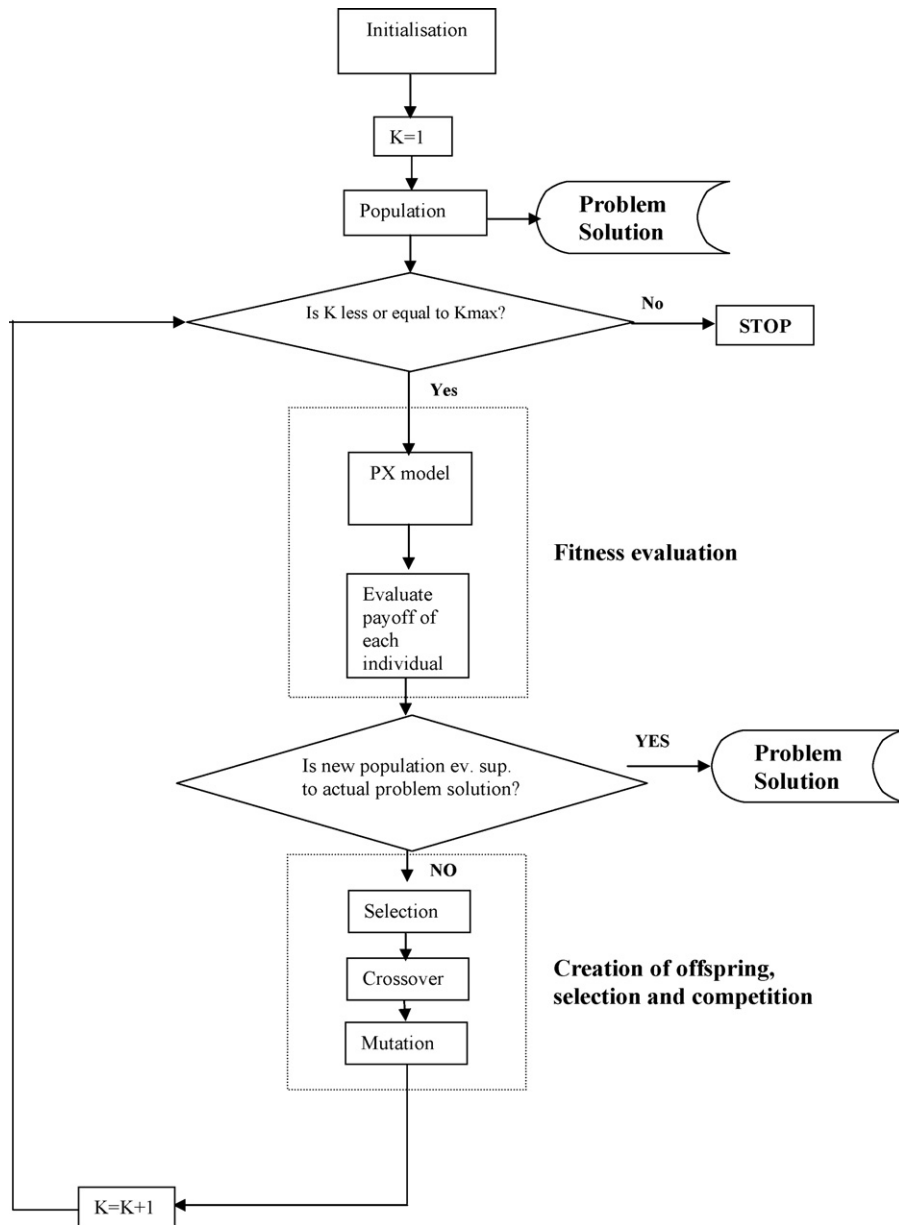 Initialisation
K=1
Population
Problem
Solution
Is K less or equal to Kmax?
No
STOP
Yes
PX model
Fitness evaluation
Evaluate
payoff of
each
individual
YES
Is new population ev. sup.
to actual problem solution?
Problem
Solution
NO
Selection
Crossover
Creation of offspring,
selection and competition
Mutation
K=K+1